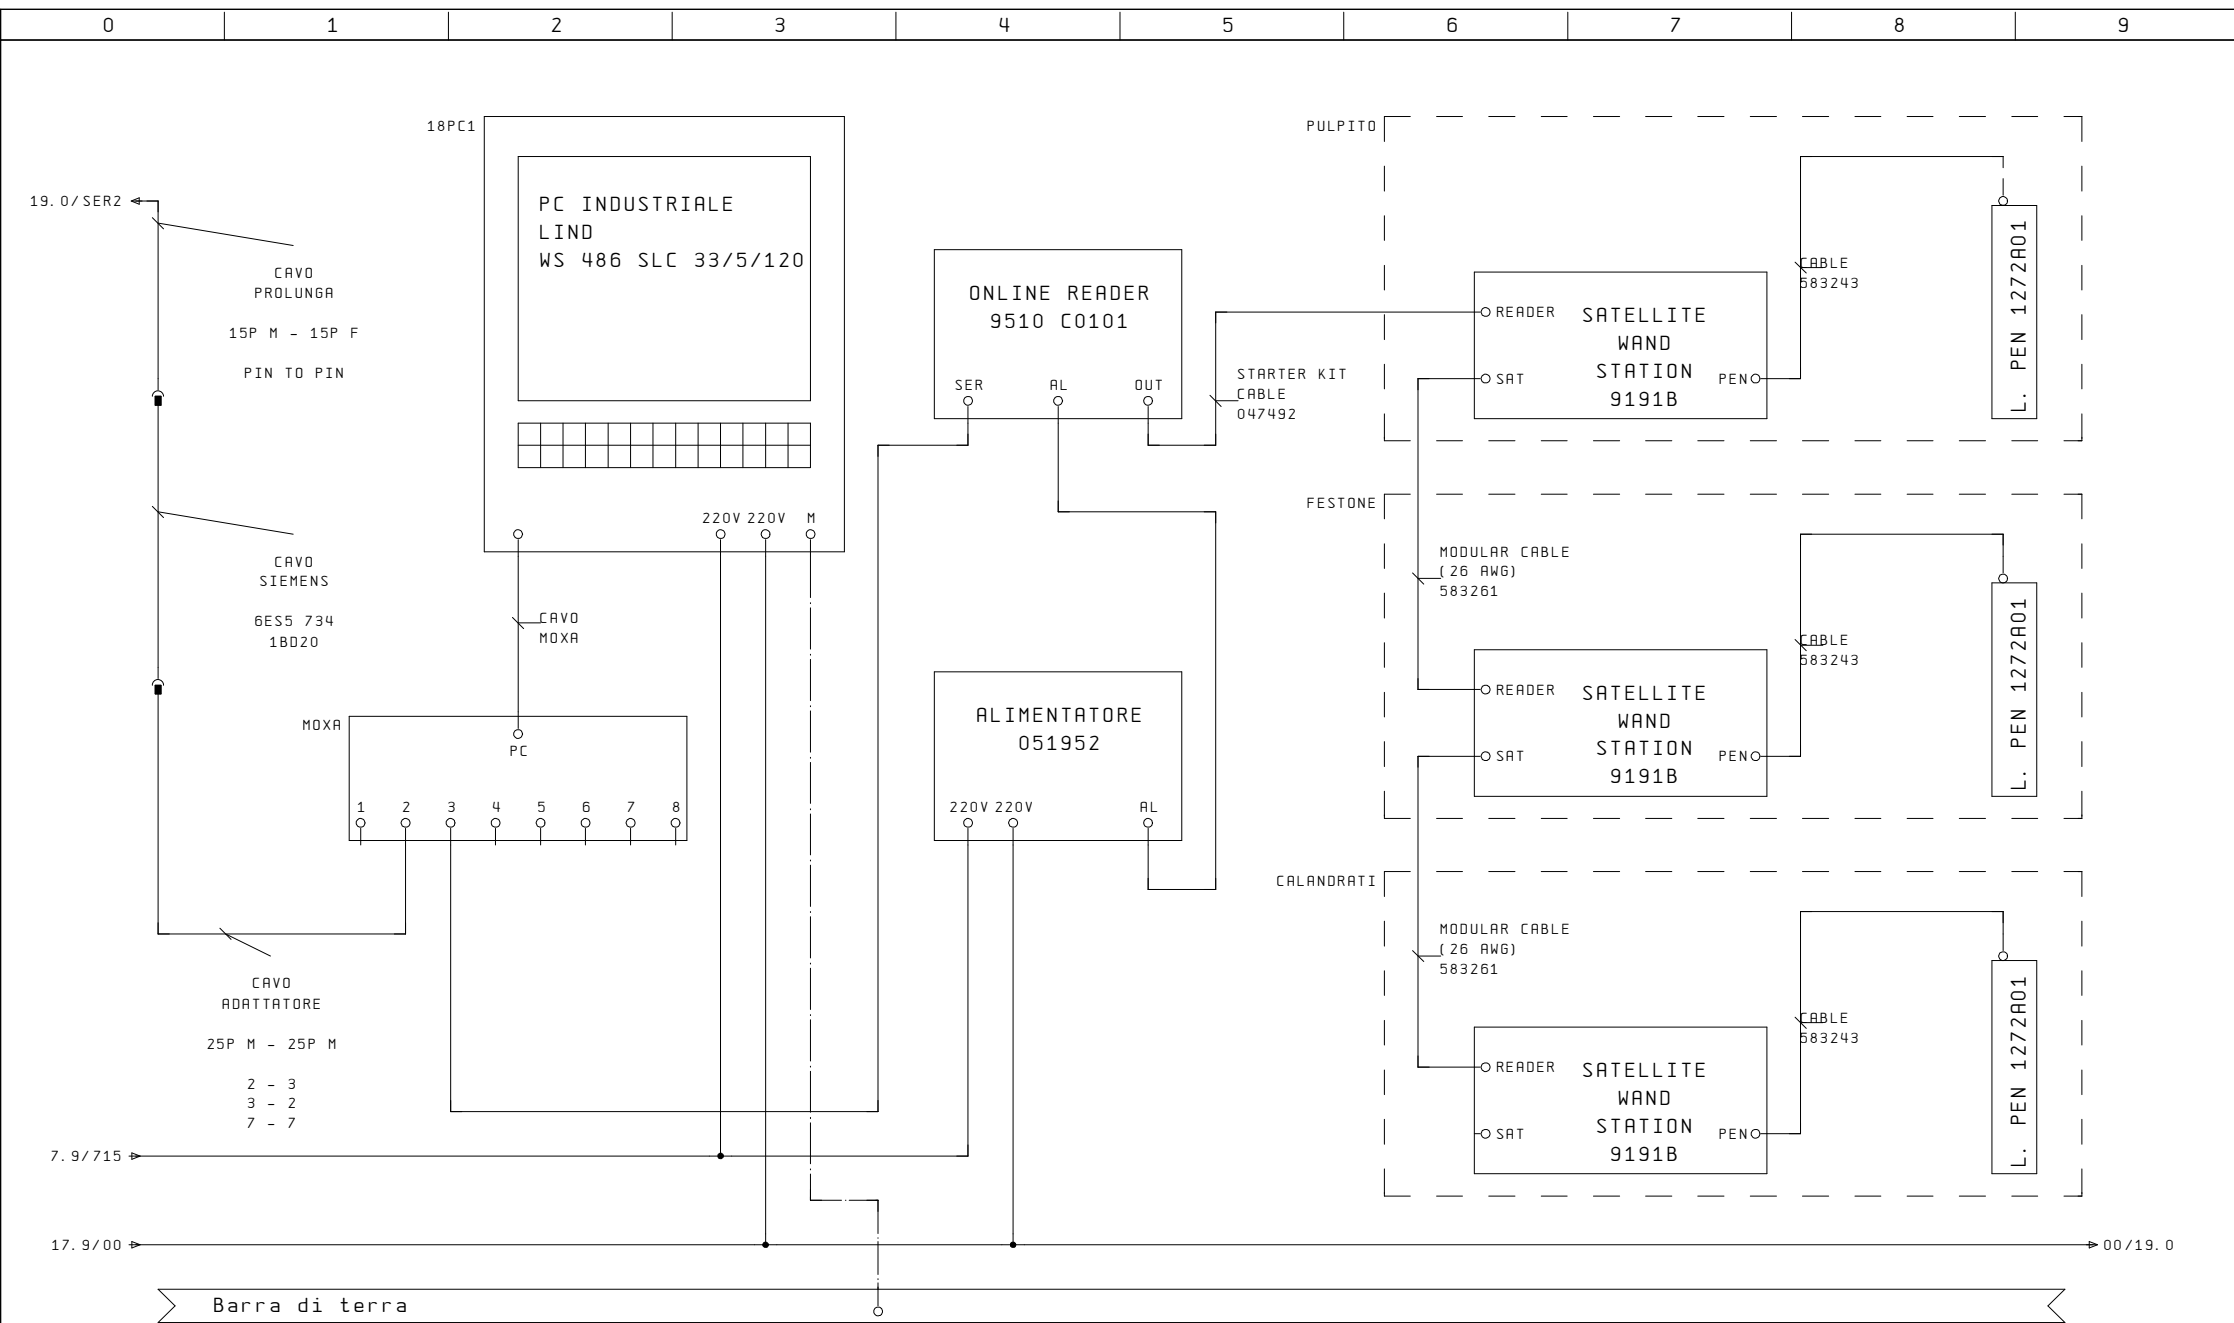 0 1 2 3 4 5 6 7 8 9
18PC1
PC INDUSTRIALE
LIND
WS 486 SLC 33/5/120
220V 220V M
19.0/SER2
CAVO
PROLUNGA
15P M - 15P F
PIN TO PIN
CAVO
SIEMENS
6ES5 734
1BD20
CAVO
MOXA
MOXA
PC
1 2 3 4 5 6 7 8
CAVO
ADATTATORE
25P M - 25P M
2 - 3
3 - 2
7 - 7
7.9/715
17.9/00
00/19.0
Barra di terra
ONLINE READER
9510 C0101
SER AL OUT
STARTER KIT
CABLE
047492
ALIMENTATORE
051952
220V 220V AL
PULPITO
READER
SAT
SATELLITE
WAND
STATION
9191B
PEN
CABLE
583243
L. PEN 1272A01
FESTONE
MODULAR CABLE
(26 AWG)
583261
READER
SAT
SATELLITE
WAND
STATION
9191B
PEN
CABLE
583243
L. PEN 1272A01
CALANDRATI
MODULAR CABLE
(26 AWG)
583261
READER
SAT
SATELLITE
WAND
STATION
9191B
PEN
CABLE
583243
L. PEN 1272A01